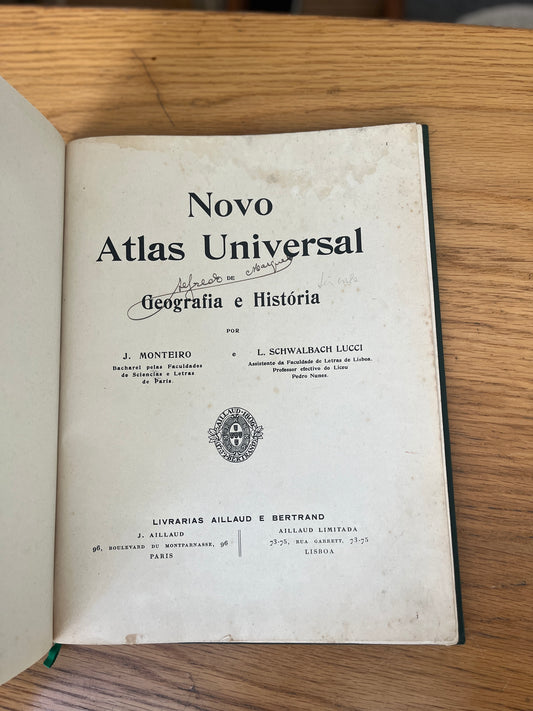 Novo
Atlas Universal
Alfredo DE Marques
Geografia e História
POR
J. MONTEIRO e L. SCHWALBACH LUCCI
Bacharel pelas Faculdades
de Sciencias e Letras
de Paris.
Assistente da Faculdade de Letras de Lisboa.
Professor efectivo do Liceu
Pedro Nunes.
LIVRARIAS AILLAUD E BERTRAND
J. AILLAUD
96, BOULEVARD DU MONTPARNASSE, 96
PARIS
AILLAUD LIMITADA
73-75, RUA GARRETT, 73-75
LISBOA